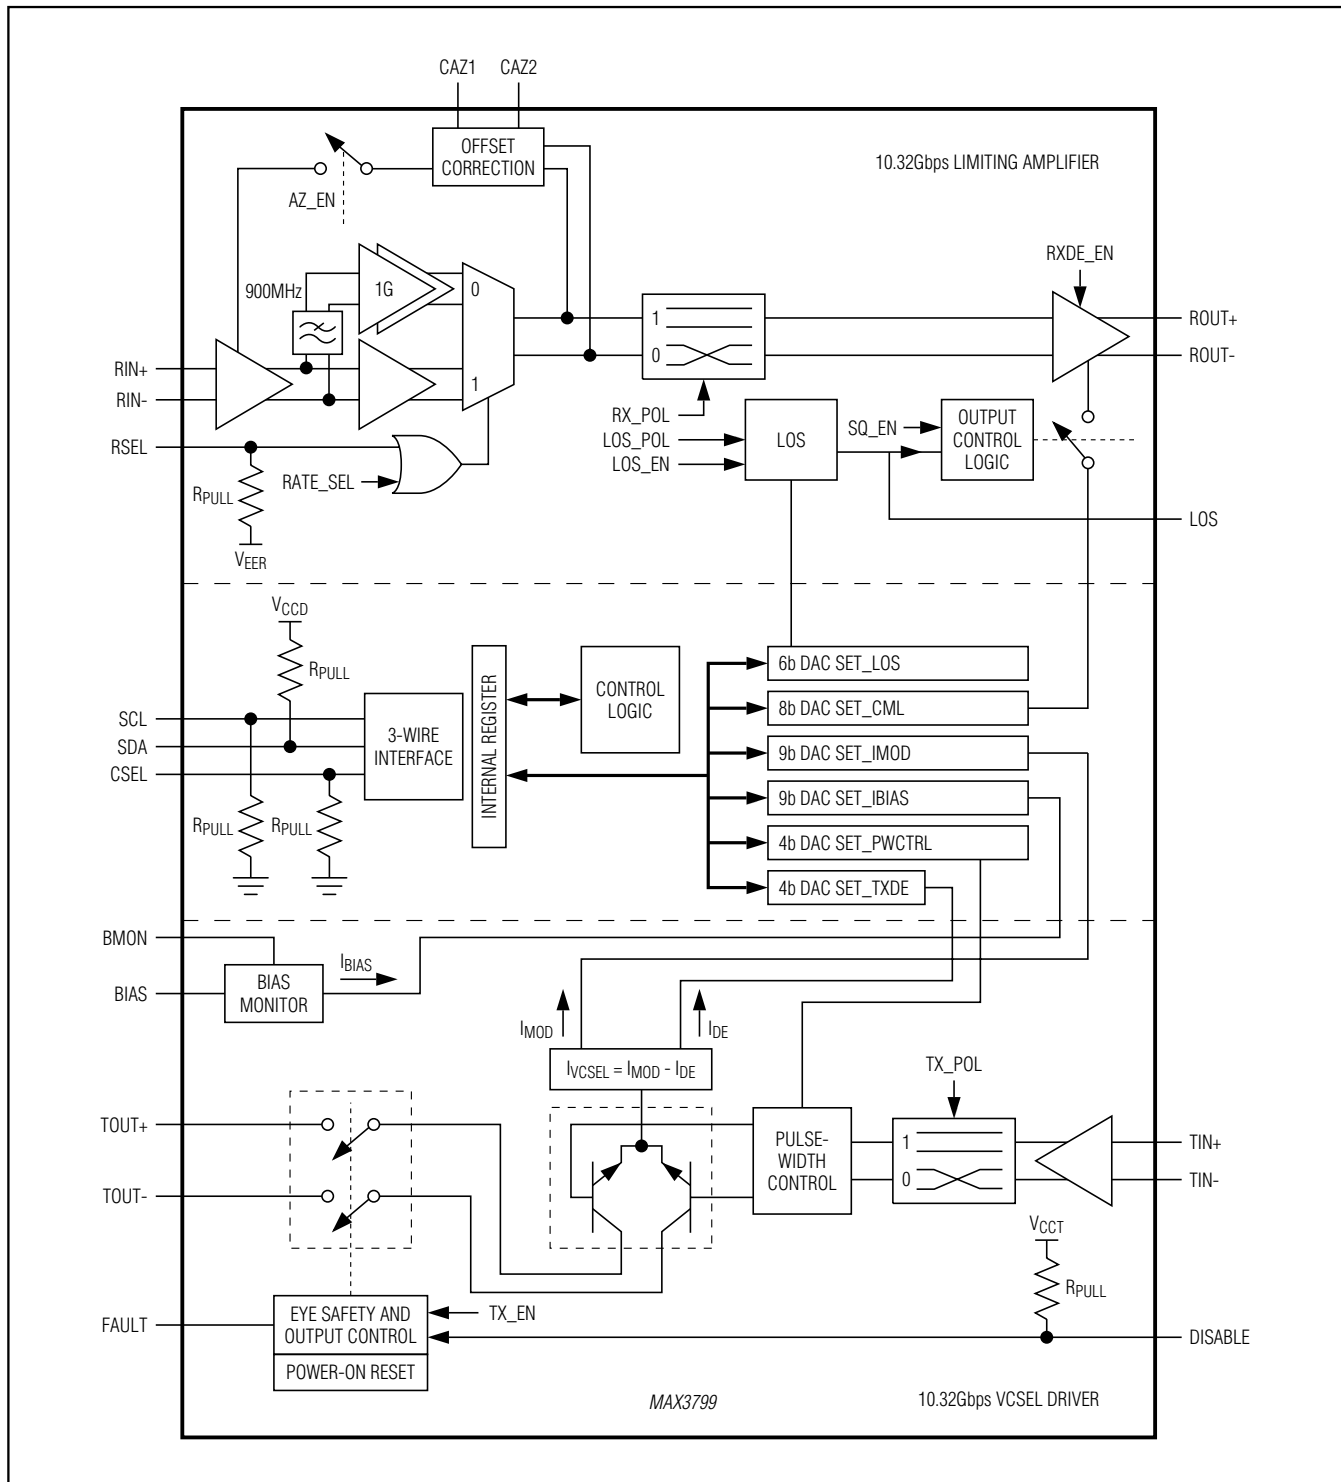 CAZ1 CAZ2
OFFSET
CORRECTION
10.32Gbps LIMITING AMPLIFIER
AZ_EN
RXDE_EN
900MHz
1G
0
1
1
0
RIN+
RIN-
ROUT+
ROUT-
RSEL
RPULL
VEER
RATE_SEL
RX_POL
LOS_POL
LOS_EN
LOS
SQ_EN
OUTPUT
CONTROL
LOGIC
LOS
VCCD
RPULL
SCL
SDA
CSEL
3-WIRE
INTERFACE
RPULL RPULL
INTERNAL REGISTER
CONTROL
LOGIC
6b DAC SET_LOS
8b DAC SET_CML
9b DAC SET_IMOD
9b DAC SET_IBIAS
4b DAC SET_PWCTRL
4b DAC SET_TXDE
BMON
BIAS
BIAS
MONITOR
IBIAS
IMOD
IDE
IVCSEL = IMOD - IDE
TX_POL
TOUT+
TOUT-
PULSE-
WIDTH
CONTROL
1
0
TIN+
TIN-
VCCT
RPULL
FAULT
EYE SAFETY AND
OUTPUT CONTROL
TX_EN
DISABLE
POWER-ON RESET
MAX3799
10.32Gbps VCSEL DRIVER